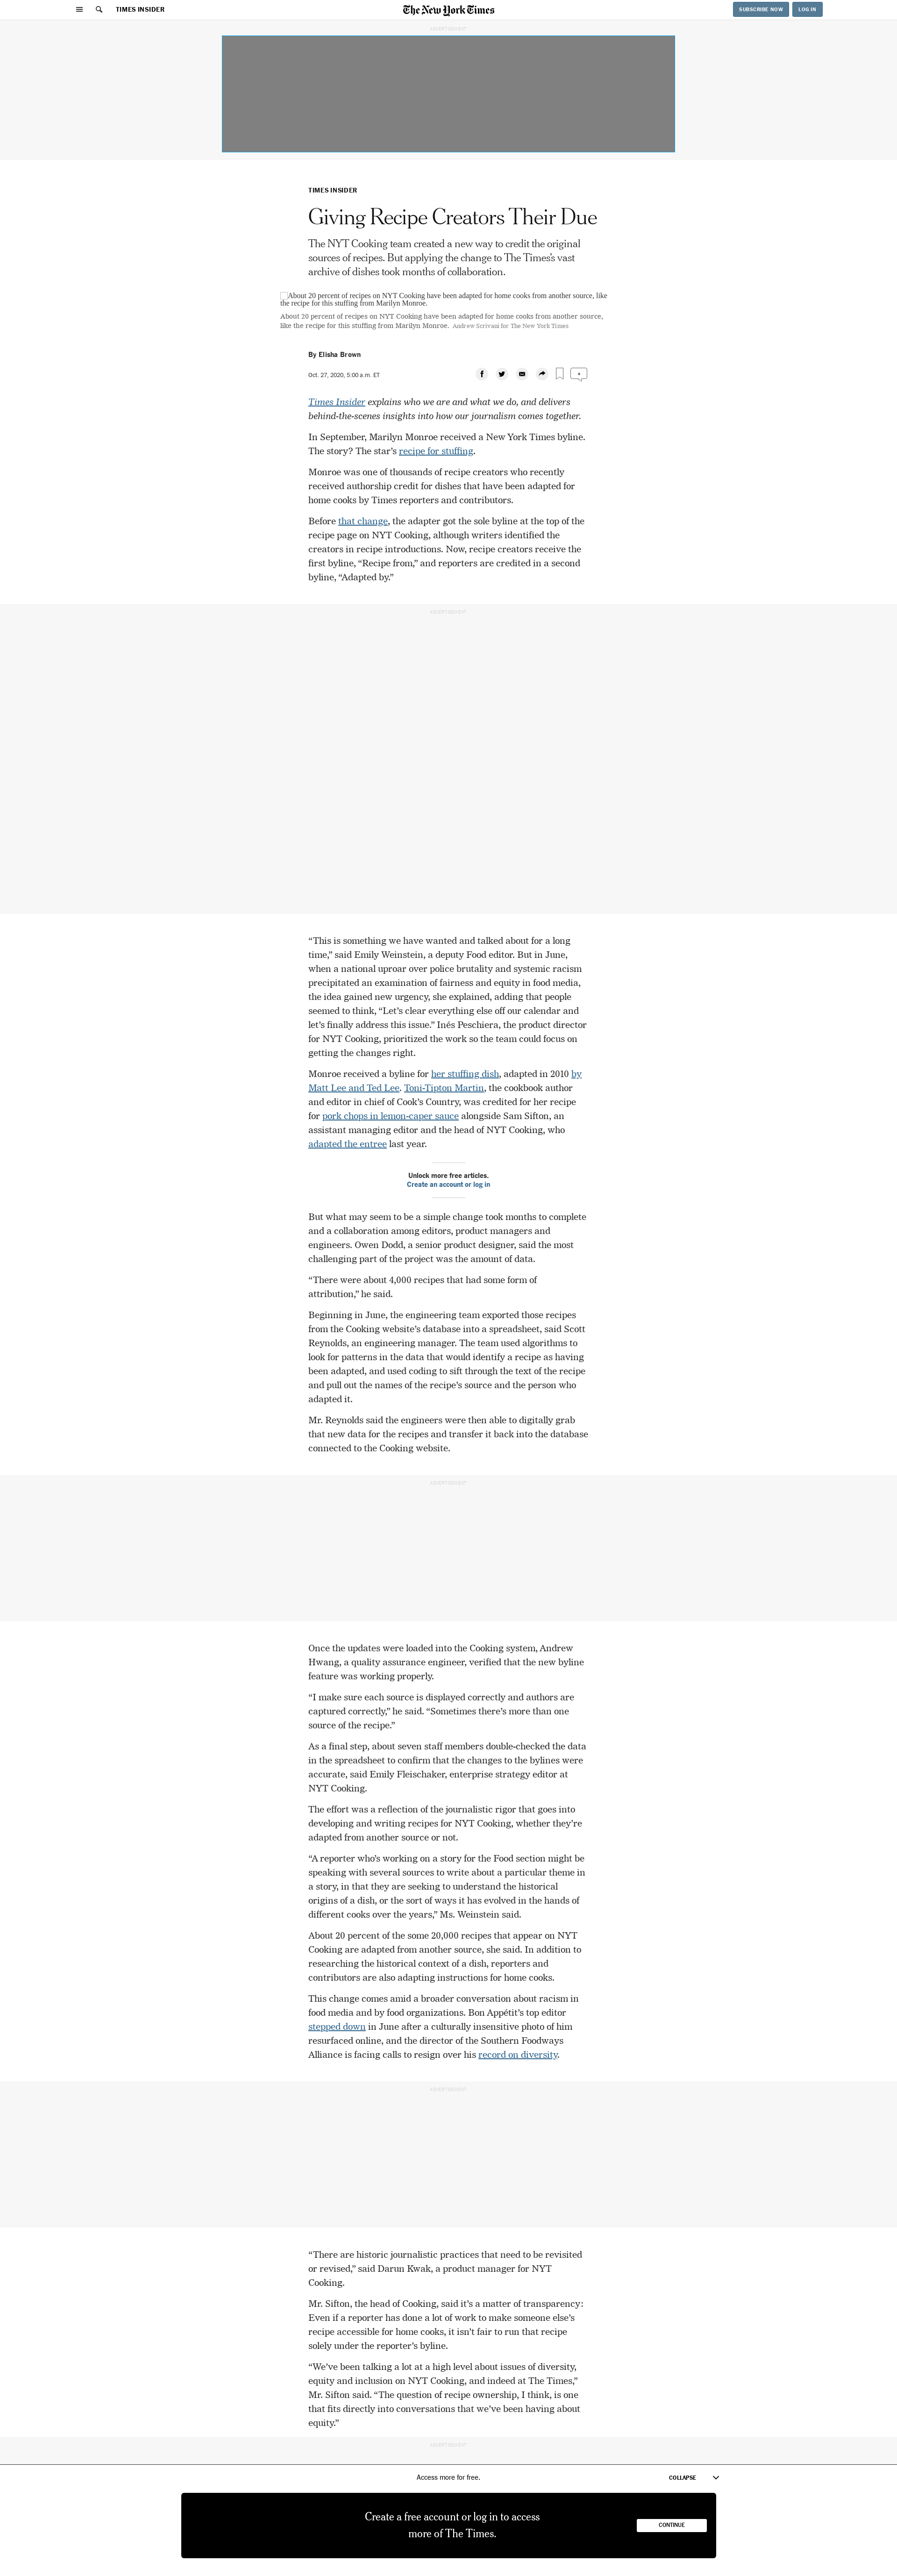 TIMES INSIDER
The New York Times
SUBSCRIBE NOW
LOG IN
ADVERTISEMENT
TIMES INSIDER
Giving Recipe Creators Their Due
The NYT Cooking team created a new way to credit the original
sources of recipes. But applying the change to The Times’s vast
archive of dishes took months of collaboration.
About 20 percent of recipes on NYT Cooking have been adapted for home cooks from another source, like
the recipe for this stuffing from Marilyn Monroe.
About 20 percent of recipes on NYT Cooking have been adapted for home cooks from another source,
like the recipe for this stuffing from Marilyn Monroe. Andrew Scrivani for The New York Times
By Elisha Brown
Oct. 27, 2020, 5:00 a.m. ET
4
Times Insider explains who we are and what we do, and delivers
behind-the-scenes insights into how our journalism comes together.
In September, Marilyn Monroe received a New York Times byline.
The story? The star’s recipe for stuffing.
Monroe was one of thousands of recipe creators who recently
received authorship credit for dishes that have been adapted for
home cooks by Times reporters and contributors.
Before that change, the adapter got the sole byline at the top of the
recipe page on NYT Cooking, although writers identified the
creators in recipe introductions. Now, recipe creators receive the
first byline, “Recipe from,” and reporters are credited in a second
byline, “Adapted by.”
ADVERTISEMENT
“This is something we have wanted and talked about for a long
time,” said Emily Weinstein, a deputy Food editor. But in June,
when a national uproar over police brutality and systemic racism
precipitated an examination of fairness and equity in food media,
the idea gained new urgency, she explained, adding that people
seemed to think, “Let’s clear everything else off our calendar and
let’s finally address this issue.” Inés Peschiera, the product director
for NYT Cooking, prioritized the work so the team could focus on
getting the changes right.
Monroe received a byline for her stuffing dish, adapted in 2010 by
Matt Lee and Ted Lee. Toni-Tipton Martin, the cookbook author
and editor in chief of Cook’s Country, was credited for her recipe
for pork chops in lemon-caper sauce alongside Sam Sifton, an
assistant managing editor and the head of NYT Cooking, who
adapted the entree last year.
Unlock more free articles.
Create an account or log in
But what may seem to be a simple change took months to complete
and a collaboration among editors, product managers and
engineers. Owen Dodd, a senior product designer, said the most
challenging part of the project was the amount of data.
“There were about 4,000 recipes that had some form of
attribution,” he said.
Beginning in June, the engineering team exported those recipes
from the Cooking website’s database into a spreadsheet, said Scott
Reynolds, an engineering manager. The team used algorithms to
look for patterns in the data that would identify a recipe as having
been adapted, and used coding to sift through the text of the recipe
and pull out the names of the recipe’s source and the person who
adapted it.
Mr. Reynolds said the engineers were then able to digitally grab
that new data for the recipes and transfer it back into the database
connected to the Cooking website.
ADVERTISEMENT
Once the updates were loaded into the Cooking system, Andrew
Hwang, a quality assurance engineer, verified that the new byline
feature was working properly.
“I make sure each source is displayed correctly and authors are
captured correctly,” he said. “Sometimes there’s more than one
source of the recipe.”
As a final step, about seven staff members double-checked the data
in the spreadsheet to confirm that the changes to the bylines were
accurate, said Emily Fleischaker, enterprise strategy editor at
NYT Cooking.
The effort was a reflection of the journalistic rigor that goes into
developing and writing recipes for NYT Cooking, whether they’re
adapted from another source or not.
“A reporter who’s working on a story for the Food section might be
speaking with several sources to write about a particular theme in
a story, in that they are seeking to understand the historical
origins of a dish, or the sort of ways it has evolved in the hands of
different cooks over the years,” Ms. Weinstein said.
About 20 percent of the some 20,000 recipes that appear on NYT
Cooking are adapted from another source, she said. In addition to
researching the historical context of a dish, reporters and
contributors are also adapting instructions for home cooks.
This change comes amid a broader conversation about racism in
food media and by food organizations. Bon Appétit’s top editor
stepped down in June after a culturally insensitive photo of him
resurfaced online, and the director of the Southern Foodways
Alliance is facing calls to resign over his record on diversity.
ADVERTISEMENT
“There are historic journalistic practices that need to be revisited
or revised,” said Darun Kwak, a product manager for NYT
Cooking.
Mr. Sifton, the head of Cooking, said it’s a matter of transparency:
Even if a reporter has done a lot of work to make someone else’s
recipe accessible for home cooks, it isn’t fair to run that recipe
solely under the reporter’s byline.
“We’ve been talking a lot at a high level about issues of diversity,
equity and inclusion on NYT Cooking, and indeed at The Times,”
Mr. Sifton said. “The question of recipe ownership, I think, is one
that fits directly into conversations that we’ve been having about
equity.”
ADVERTISEMENT
Access more for free.
COLLAPSE
Create a free account or log in to access
more of The Times.
CONTINUE